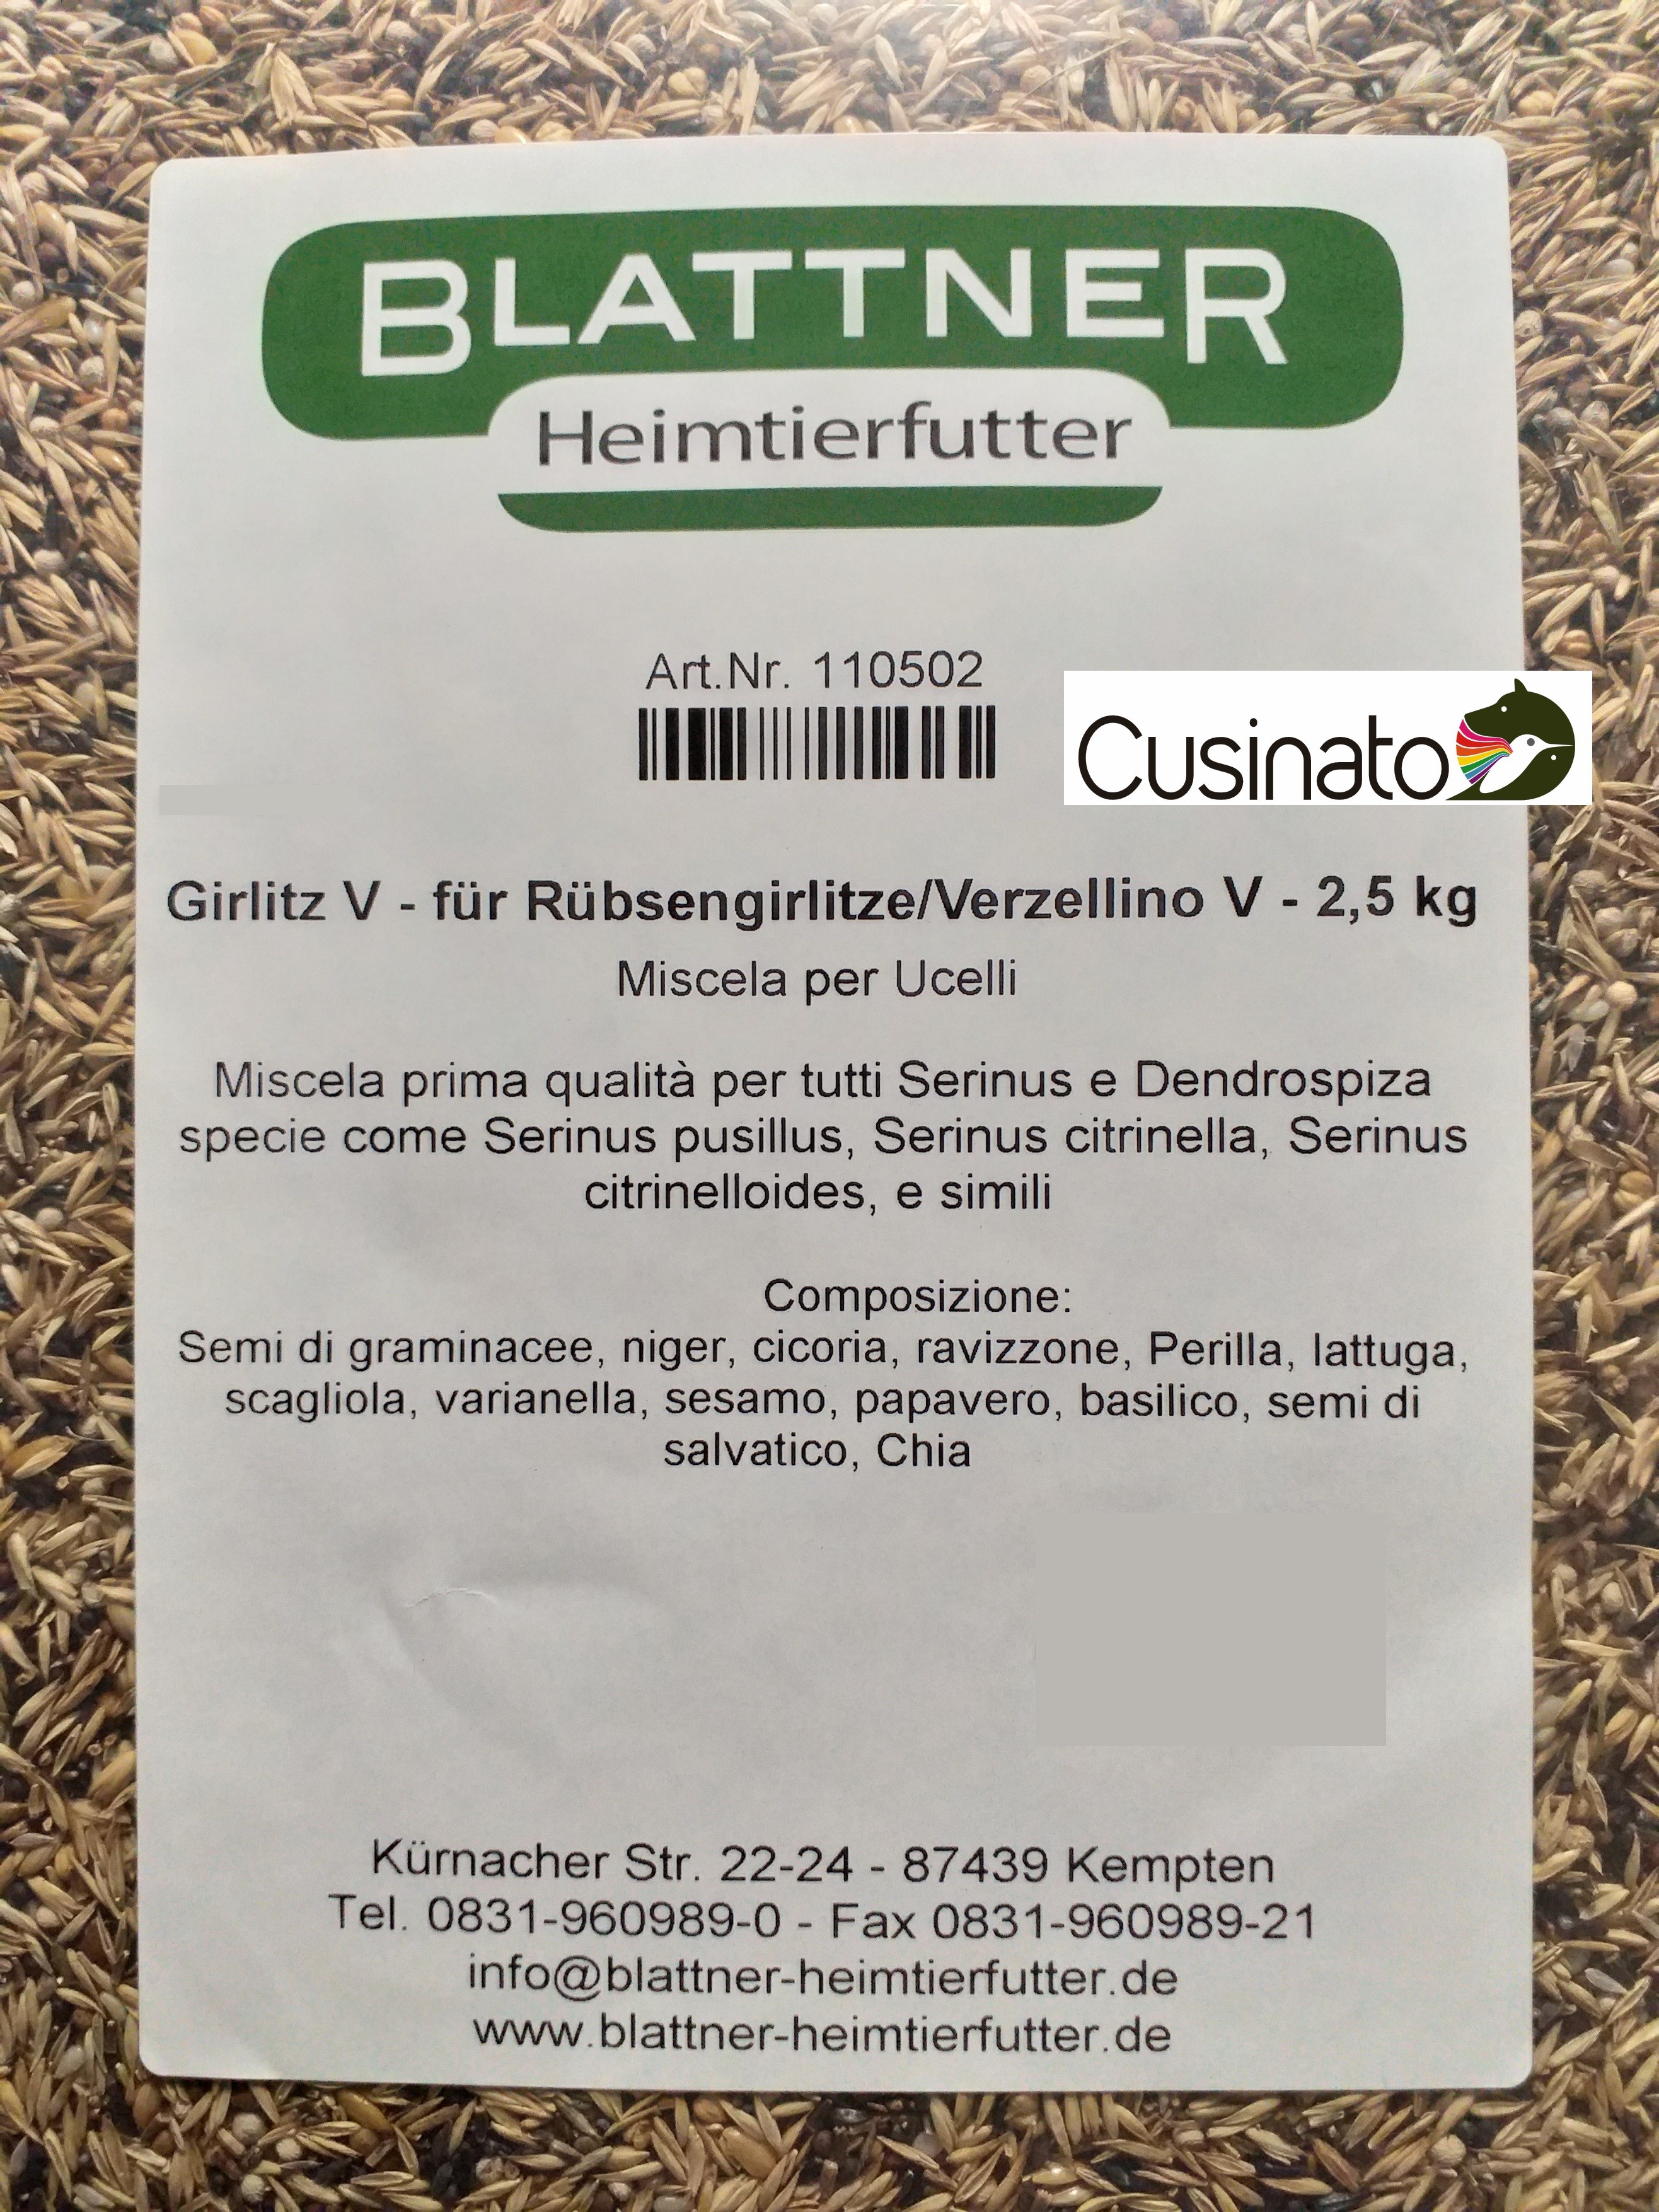 BLATTNER
Heimtierfutter
Art.Nr. 110502
Cusinato
Girlitz V - für Rübsengirlitze/Verzellino V - 2,5 kg
Miscela per Ucelli
Miscela prima qualità per tutti Serinus e Dendrospiza
specie come Serinus pusillus, Serinus citrinella, Serinus
citrinelloides, e simili
Composizione:
Semi di graminacee, niger, cicoria, ravizzone, Perilla, lattuga,
scagliola, varianella, sesamo, papavero, basilico, semi di
salvatico, Chia
Kürnacher Str. 22-24 - 87439 Kempten
Tel. 0831-960989-0 - Fax 0831-960989-21
info@blattner-heimtierfutter.de
www.blattner-heimtierfutter.de